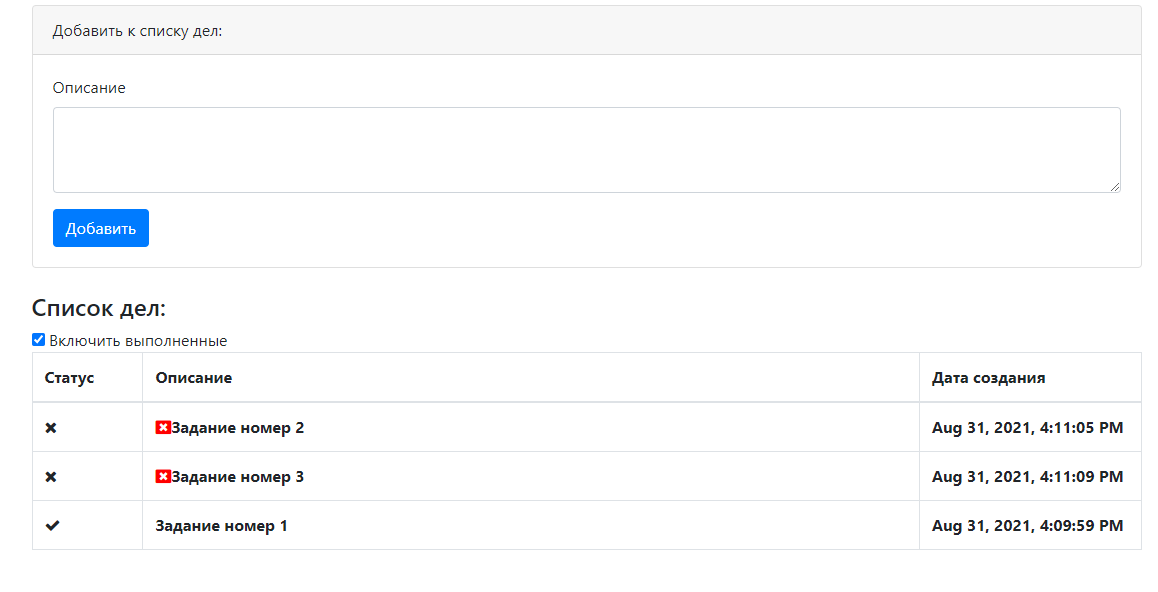 Добавить к списку дел:
Описание
Добавить
Список дел:
Включить выполненные
Статус Описание Дата создания
Задание номер 2 Aug 31, 2021, 4:11:05 PM
Задание номер 3 Aug 31, 2021, 4:11:09 PM
Задание номер 1 Aug 31, 2021, 4:09:59 PM